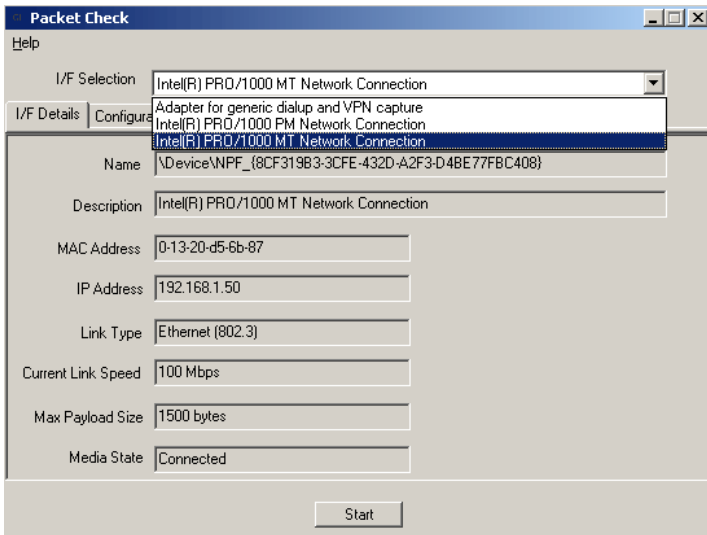 Packet Check
Help
I/F Selection Intel(R) PRO/1000 MT Network Connection
Adapter for generic dialup and VPN capture
Intel(R) PRO/1000 PM Network Connection
Intel(R) PRO/1000 MT Network Connection
I/F Details Configura
Name \Device\NPF_{8CF319B3-3CFE-432D-A2F3-D4BE77FBC408}
Description Intel(R) PRO/1000 MT Network Connection
MAC Address 0-13-20-d5-6b-87
IP Address 192.168.1.50
Link Type Ethernet (802.3)
Current Link Speed 100 Mbps
Max Payload Size 1500 bytes
Media State Connected
Start